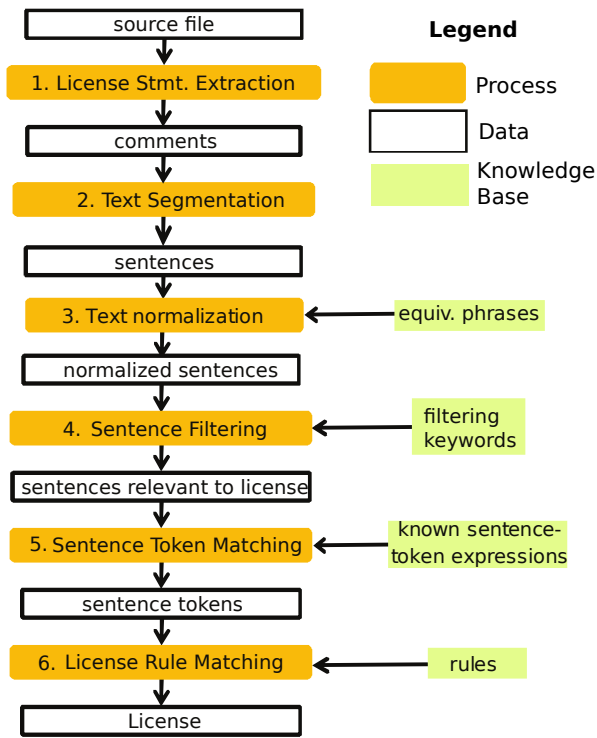 source file
1. License Stmt. Extraction
comments
2. Text Segmentation
sentences
3. Text normalization
equiv. phrases
normalized sentences
4. Sentence Filtering
filtering
keywords
sentences relevant to license
5. Sentence Token Matching
known sentence-
token expressions
sentence tokens
6. License Rule Matching
rules
License
Legend
Process
Data
Knowledge
Base